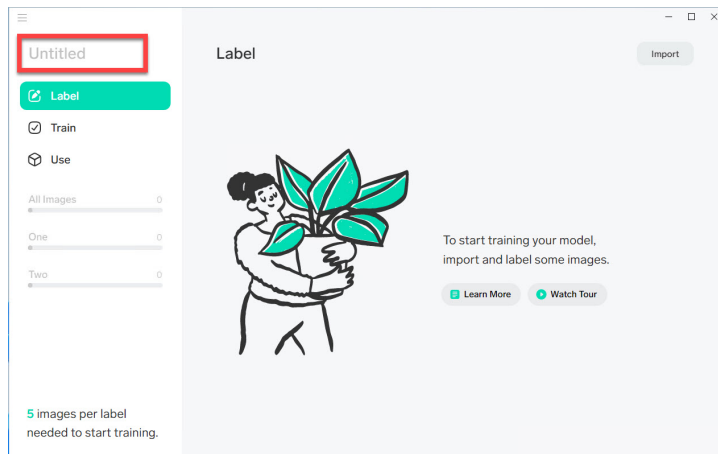 Untitled
Label
Import
Label
Train
Use
All Images 0
One 0
Two 0
To start training your model,
import and label some images.
Learn More
Watch Tour
5 images per label
needed to start training.